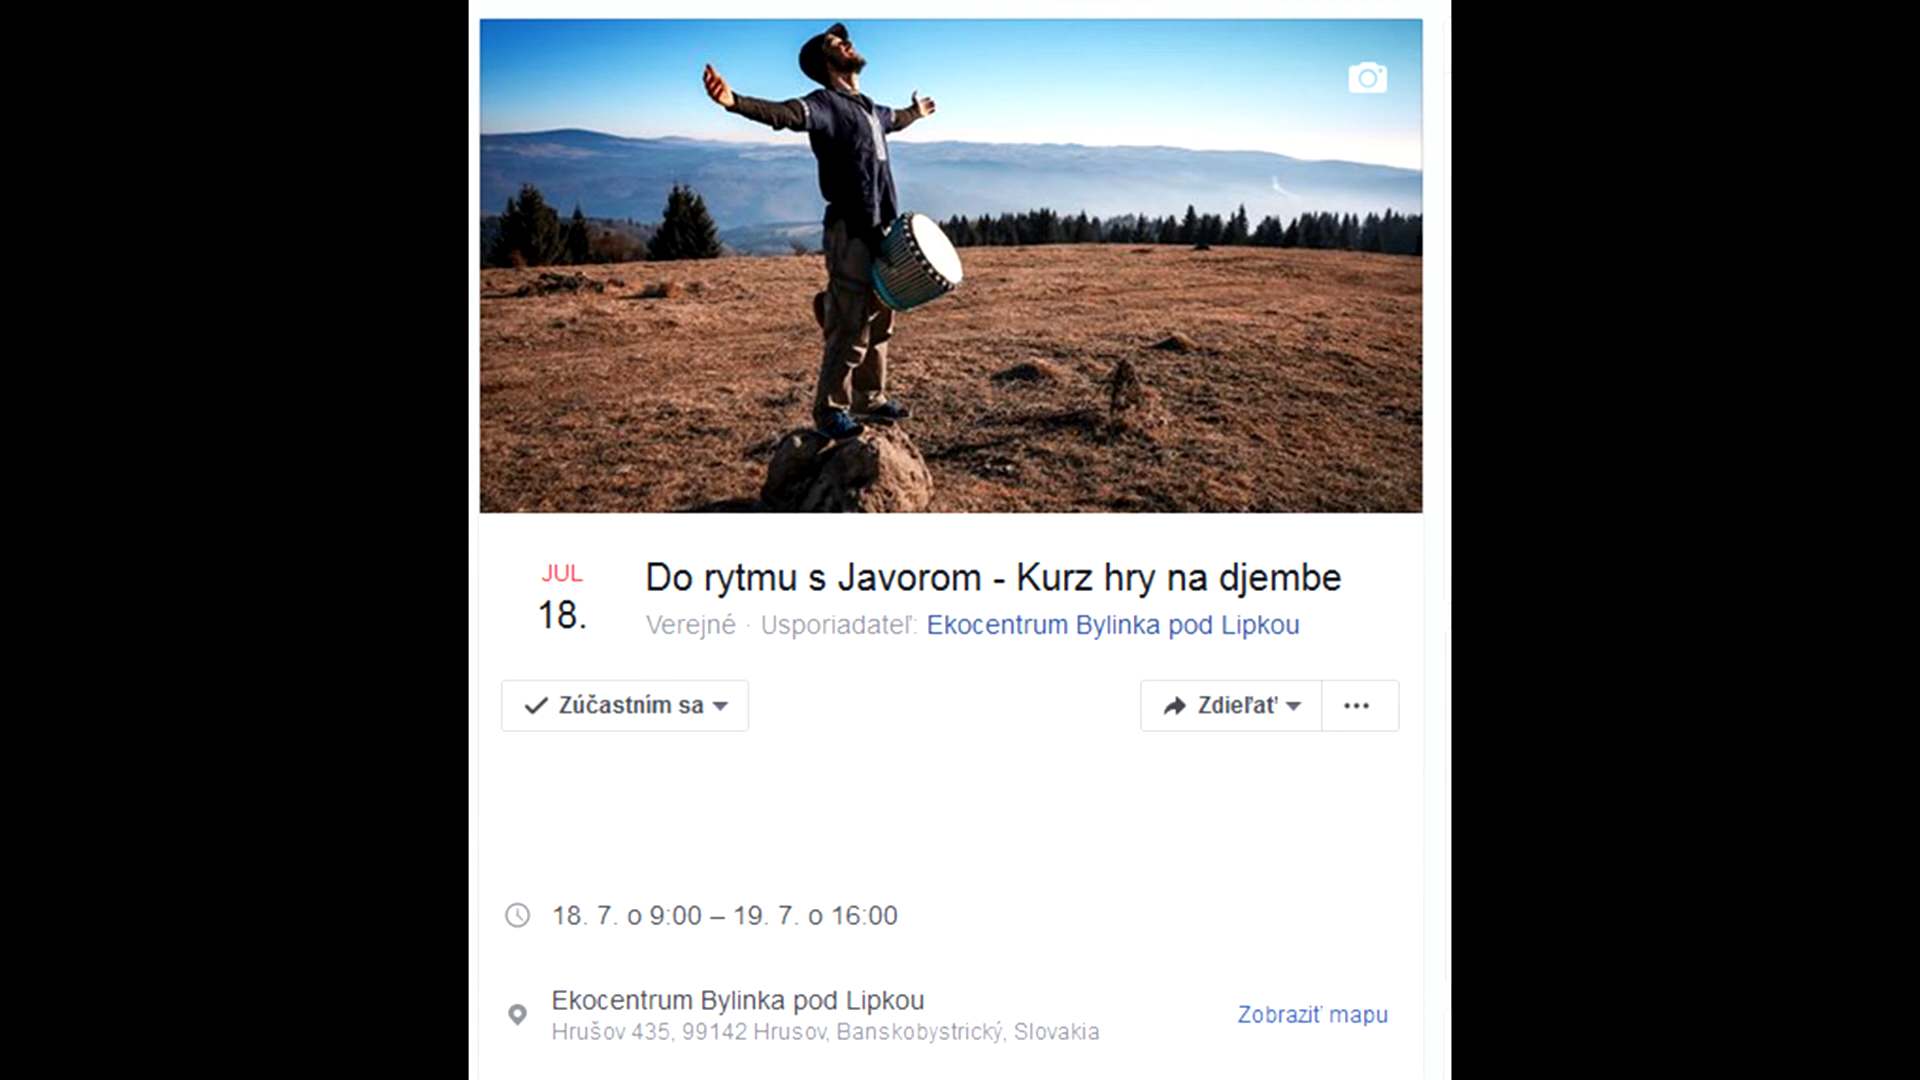 JUL
18.
Do rytmu s Javorom - Kurz hry na djembe
Verejné · Usporiadateľ: Ekocentrum Bylinka pod Lipkou
Zúčastním sa
Zdieľať
18. 7. o 9:00 – 19. 7. o 16:00
Ekocentrum Bylinka pod Lipkou
Hrušov 435, 99142 Hrusov, Banskobystrický, Slovakia
Zobraziť mapu